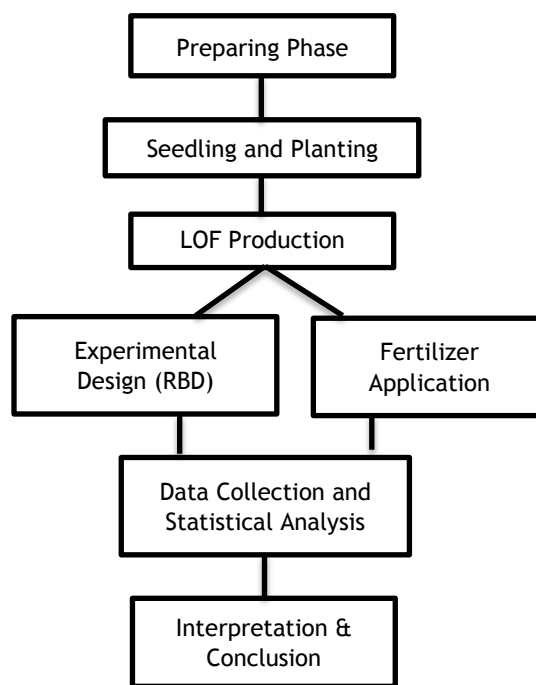 Preparing Phase
Seedling and Planting
LOF Production
Experimental
Design (RBD)
Fertilizer
Application
Data Collection and
Statistical Analysis
Interpretation &
Conclusion